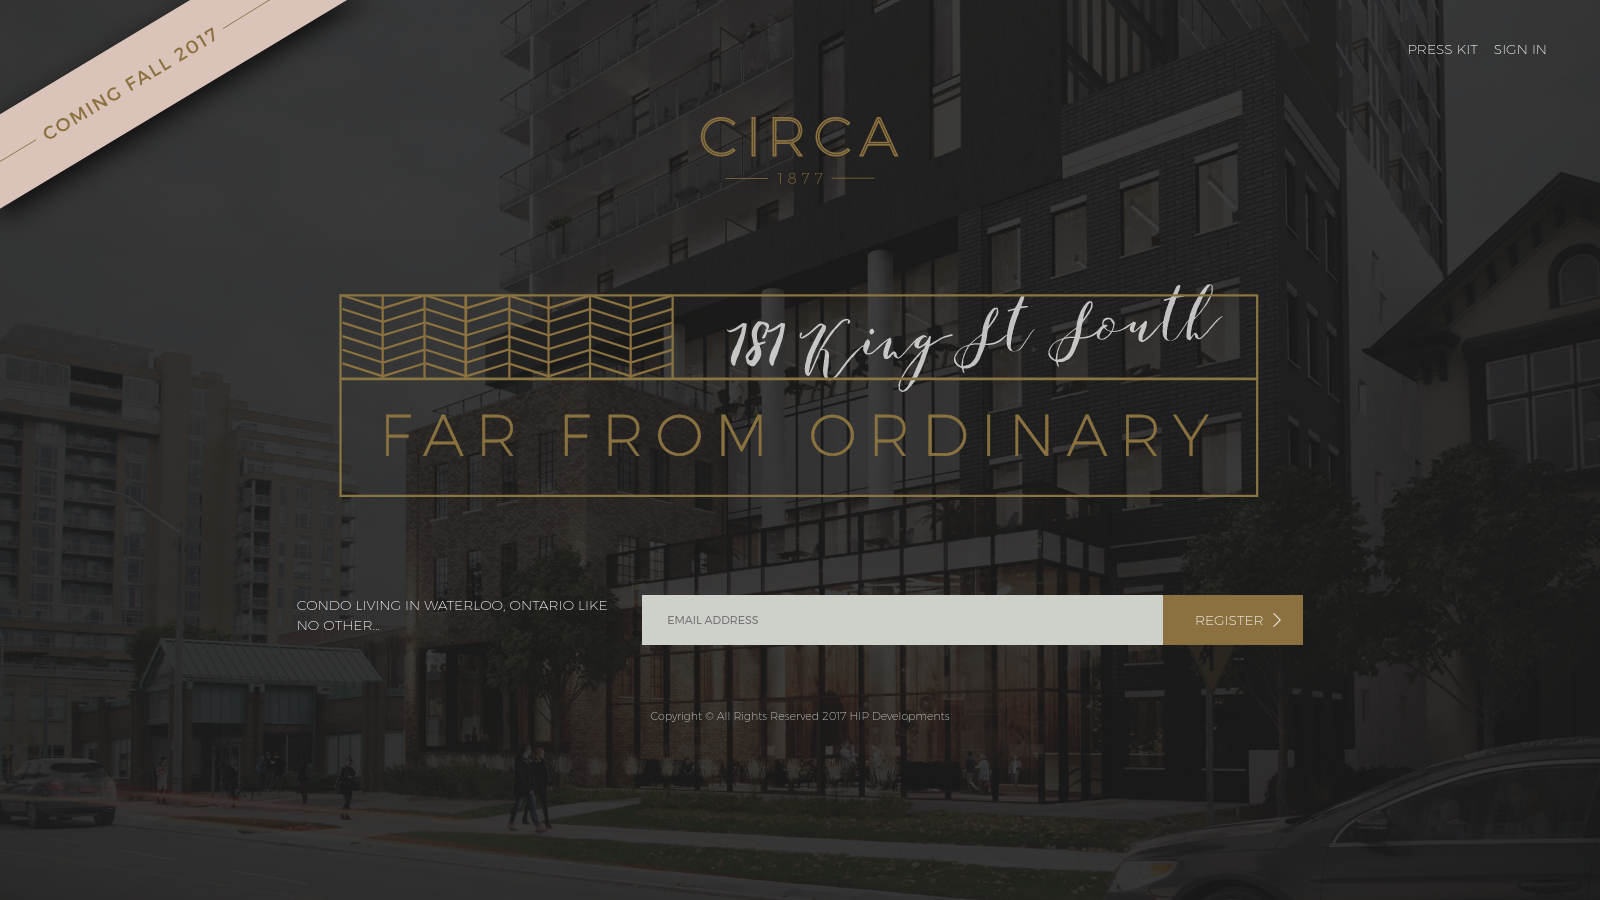 COMING FALL 2017
PRESS KIT SIGN IN
CIRCA
1877
181 King St South
FAR FROM ORDINARY
CONDO LIVING IN WATERLOO, ONTARIO LIKE
NO OTHER...
EMAIL ADDRESS
REGISTER
Copyright © All Rights Reserved 2017 HIP Developments